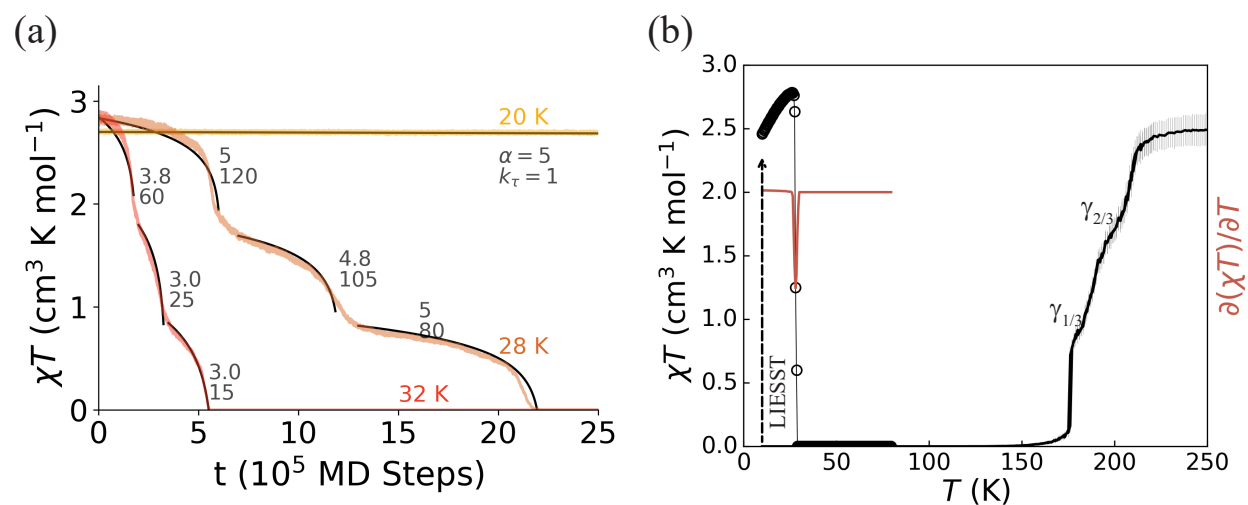 (a)
3
2
1
0
χT (cm³ K mol⁻¹)
20 K
α = 5
kτ = 1
5
120
3.8
60
4.8
105
3.0
25
5
80
28 K
3.0
15
32 K
0 5 10 15 20 25
t (10⁵ MD Steps)
(b)
3.0
2.5
2.0
1.5
1.0
0.5
0.0
χT (cm³ K mol⁻¹)
LIESST
γ2/3
γ1/3
∂(χT)/∂T
0 50 100 150 200 250
T (K)